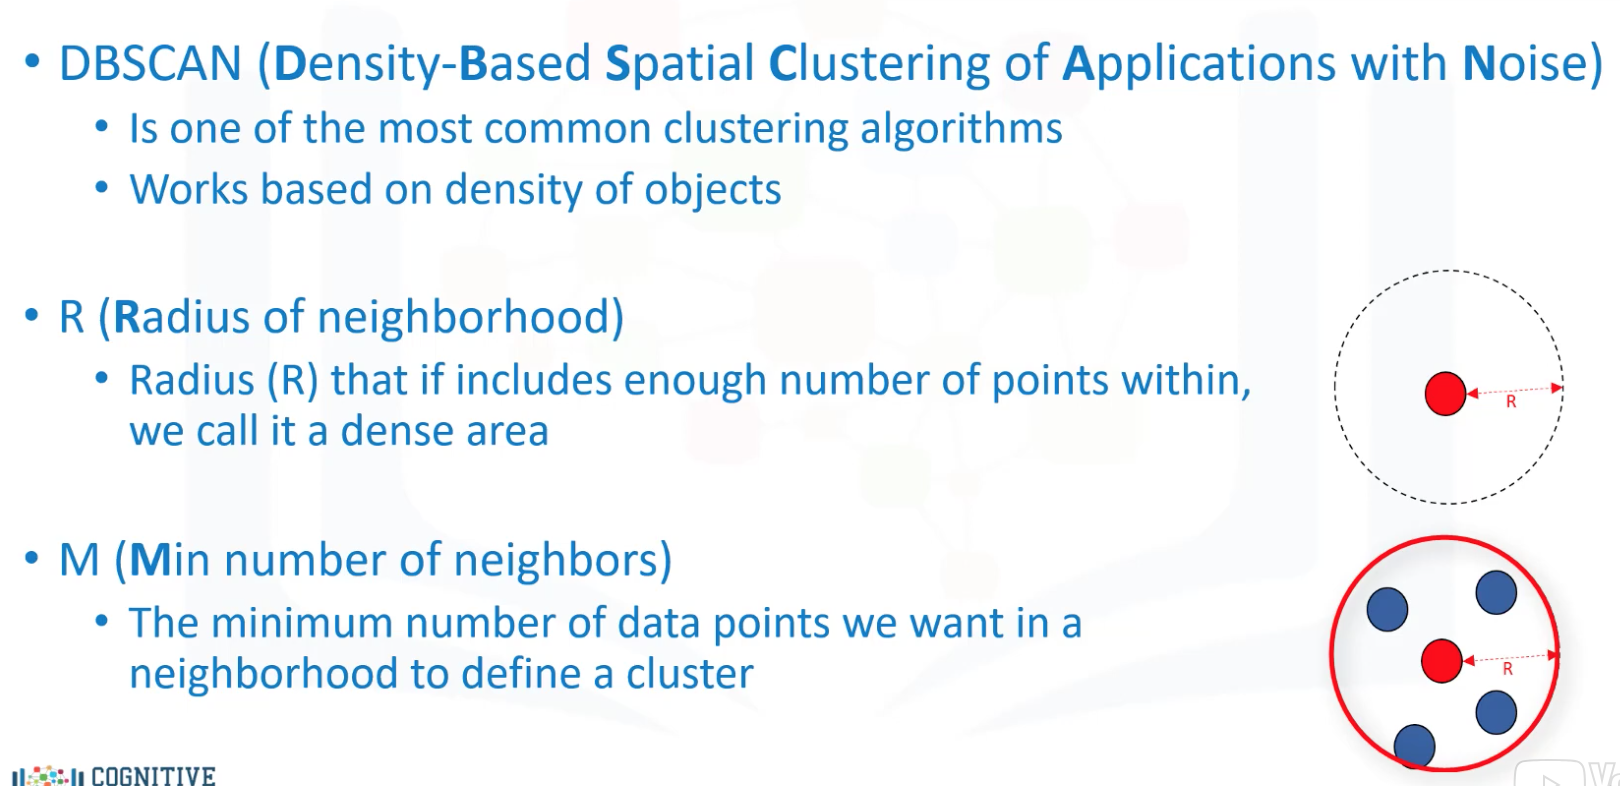 • DBSCAN (Density-Based Spatial Clustering of Applications with Noise)
• Is one of the most common clustering algorithms
• Works based on density of objects
• R (Radius of neighborhood)
• Radius (R) that if includes enough number of points within,
we call it a dense area
R
• M (Min number of neighbors)
• The minimum number of data points we want in a
neighborhood to define a cluster
R
COGNITIVE